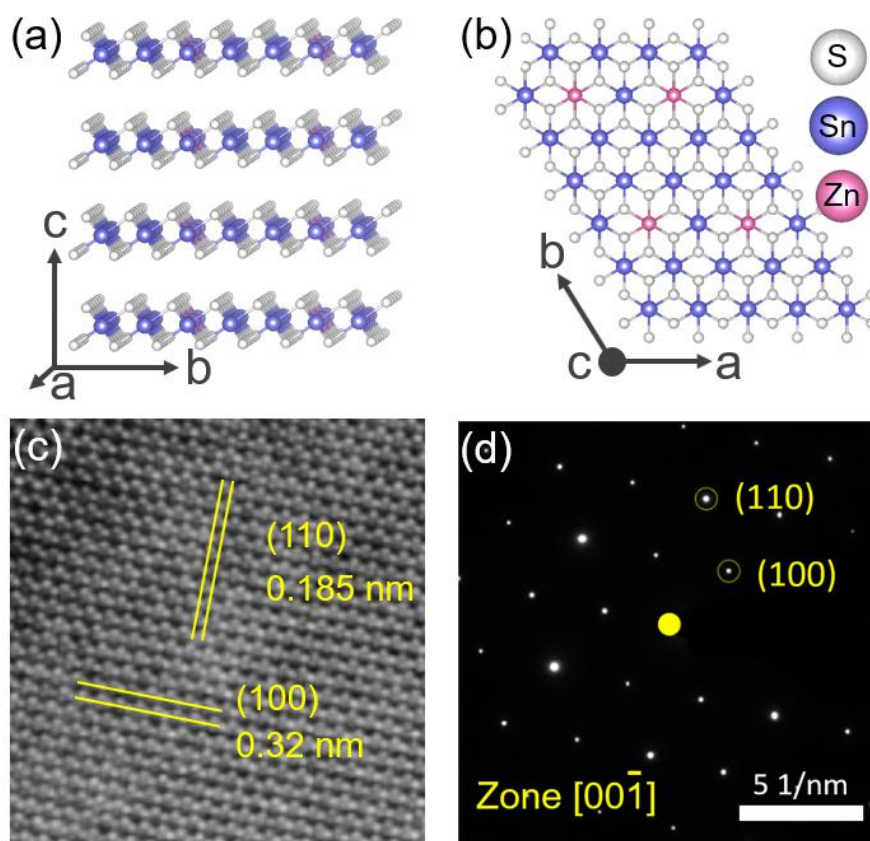 (a)
c
b
a
(b)
S
Sn
Zn
b
c
a
(c)
(110)
0.185 nm
(100)
0.32 nm
(d)
(110)
(100)
Zone [001̄]
5 1/nm